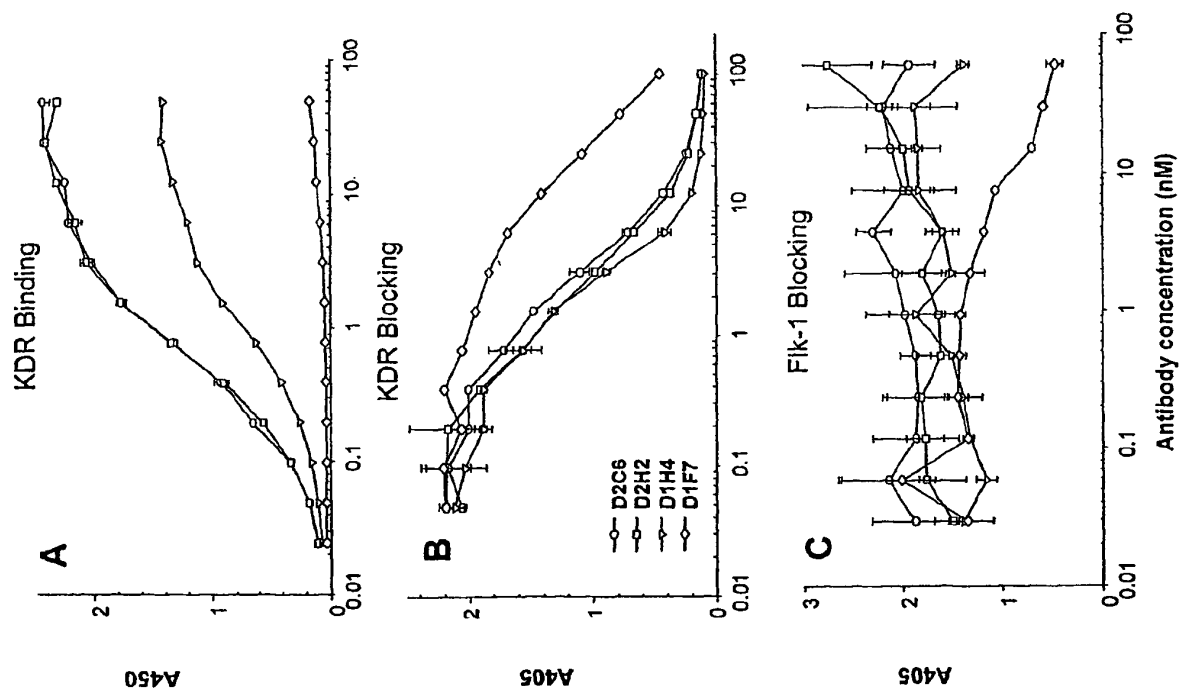 A
KDR Binding
A450
2
1
0
0.01
0.1
1
10
100
B
KDR Blocking
A405
2
1
0
0.01
0.1
1
10
100
D2C6
D2H2
D1H4
D1F7
C
Flk-1 Blocking
A405
3
2
1
0
0.01
0.1
1
10
100
Antibody concentration (nM)